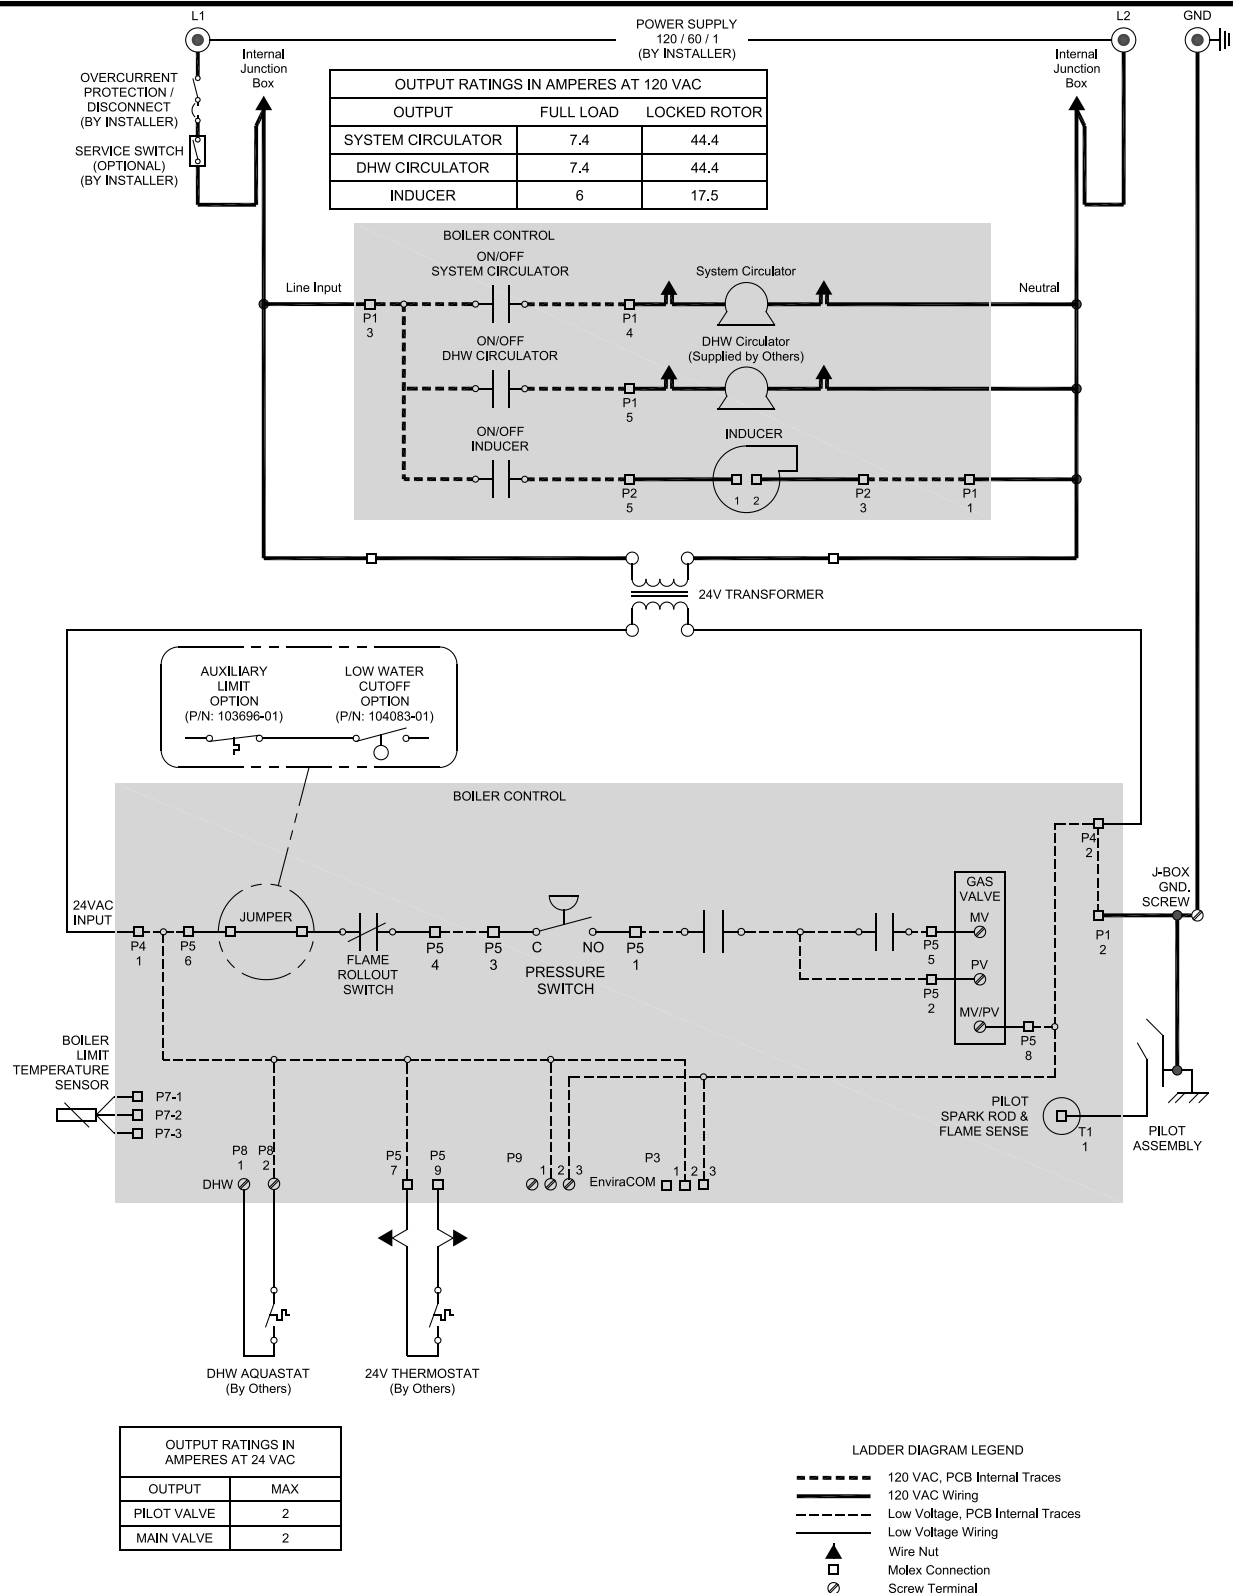 L1
POWER SUPPLY
120 / 60 / 1
(BY INSTALLER)
L2
GND
Internal
Junction
Box
Internal
Junction
Box
OVERCURRENT
PROTECTION /
DISCONNECT
(BY INSTALLER)
SERVICE SWITCH
(OPTIONAL)
(BY INSTALLER)
OUTPUT RATINGS IN AMPERES AT 120 VAC
OUTPUT FULL LOAD LOCKED ROTOR
SYSTEM CIRCULATOR 7.4 44.4
DHW CIRCULATOR 7.4 44.4
INDUCER 6 17.5
BOILER CONTROL
ON/OFF
SYSTEM CIRCULATOR
System Circulator
Line Input
Neutral
P1
3
P1
4
ON/OFF
DHW CIRCULATOR
DHW Circulator
(Supplied by Others)
P1
5
ON/OFF
INDUCER
INDUCER
1 2
P2
5
P2
3
P1
1
24V TRANSFORMER
AUXILIARY
LIMIT
OPTION
(P/N: 103696-01)
LOW WATER
CUTOFF
OPTION
(P/N: 104083-01)
BOILER CONTROL
P4
2
J-BOX
GND.
SCREW
24VAC
INPUT
JUMPER
GAS
VALVE
MV
P4
1
P5
6
FLAME
ROLLOUT
SWITCH
P5
4
P5
3
C NO
PRESSURE
SWITCH
P5
1
P5
5
P1
2
PV
P5
2
MV/PV
P5
8
BOILER
LIMIT
TEMPERATURE
SENSOR
P7-1
P7-2
P7-3
PILOT
SPARK ROD &
FLAME SENSE
T1
1
PILOT
ASSEMBLY
P8
1
P8
2
DHW
P5
7
P5
9
P9
1 2 3
P3
EnviraCOM
1 2 3
DHW AQUASTAT
(By Others)
24V THERMOSTAT
(By Others)
OUTPUT RATINGS IN
AMPERES AT 24 VAC
OUTPUT MAX
PILOT VALVE 2
MAIN VALVE 2
LADDER DIAGRAM LEGEND
120 VAC, PCB Internal Traces
120 VAC Wiring
Low Voltage, PCB Internal Traces
Low Voltage Wiring
Wire Nut
Molex Connection
Screw Terminal